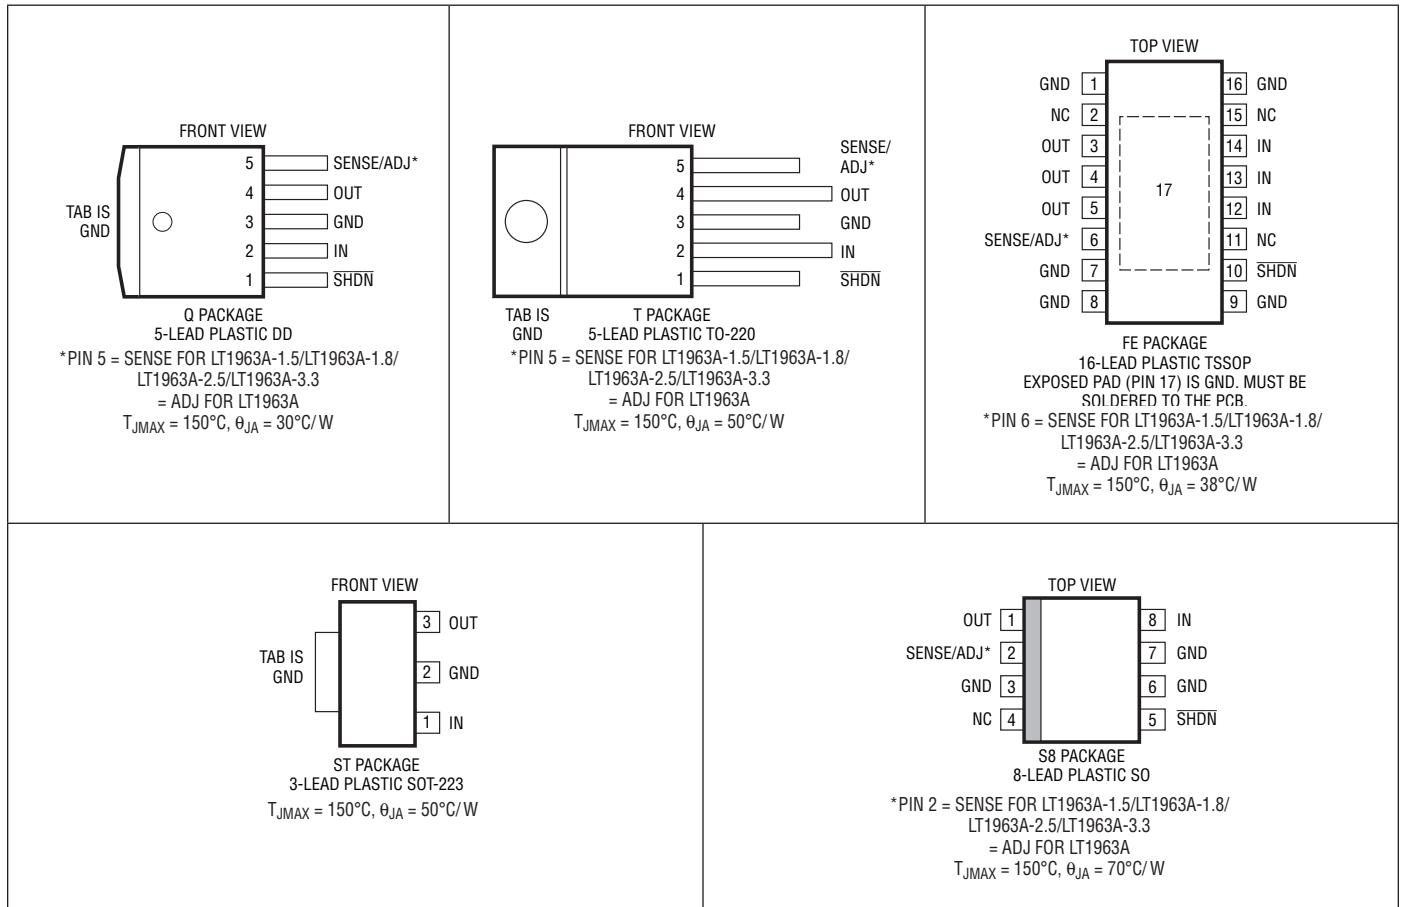 FRONT VIEW
5 SENSE/ADJ*
4 OUT
3 GND
2 IN
1 SHDN
TAB IS
GND
Q PACKAGE
5-LEAD PLASTIC DD
*PIN 5 = SENSE FOR LT1963A-1.5/LT1963A-1.8/
LT1963A-2.5/LT1963A-3.3
= ADJ FOR LT1963A
TJMAX = 150°C, θJA = 30°C/W
FRONT VIEW
SENSE/
5 ADJ*
4 OUT
3 GND
2 IN
1 SHDN
TAB IS
GND
T PACKAGE
5-LEAD PLASTIC TO-220
*PIN 5 = SENSE FOR LT1963A-1.5/LT1963A-1.8/
LT1963A-2.5/LT1963A-3.3
= ADJ FOR LT1963A
TJMAX = 150°C, θJA = 50°C/W
TOP VIEW
GND 1 16 GND
NC 2 15 NC
OUT 3 14 IN
OUT 4 13 IN
17
OUT 5 12 IN
SENSE/ADJ* 6 11 NC
GND 7 10 SHDN
GND 8 9 GND
FE PACKAGE
16-LEAD PLASTIC TSSOP
EXPOSED PAD (PIN 17) IS GND. MUST BE
SOLDERED TO THE PCB.
*PIN 6 = SENSE FOR LT1963A-1.5/LT1963A-1.8/
LT1963A-2.5/LT1963A-3.3
= ADJ FOR LT1963A
TJMAX = 150°C, θJA = 38°C/W
FRONT VIEW
3 OUT
TAB IS
GND
2 GND
1 IN
ST PACKAGE
3-LEAD PLASTIC SOT-223
TJMAX = 150°C, θJA = 50°C/W
TOP VIEW
OUT 1 8 IN
SENSE/ADJ* 2 7 GND
GND 3 6 GND
NC 4 5 SHDN
S8 PACKAGE
8-LEAD PLASTIC SO
*PIN 2 = SENSE FOR LT1963A-1.5/LT1963A-1.8/
LT1963A-2.5/LT1963A-3.3
= ADJ FOR LT1963A
TJMAX = 150°C, θJA = 70°C/W